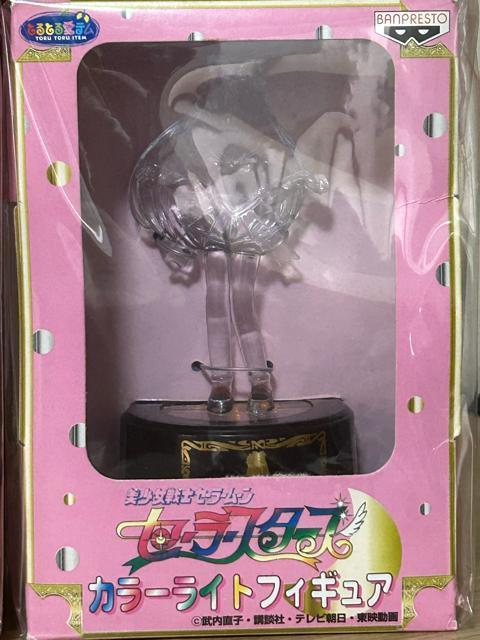 とるとる愛テム
TORU TORU ITEM
BANPRESTO
美少女戦士セーラームーン
セーラースターズ
カラーライトフィギュア
©武内直子・講談社・テレビ朝日・東映動画